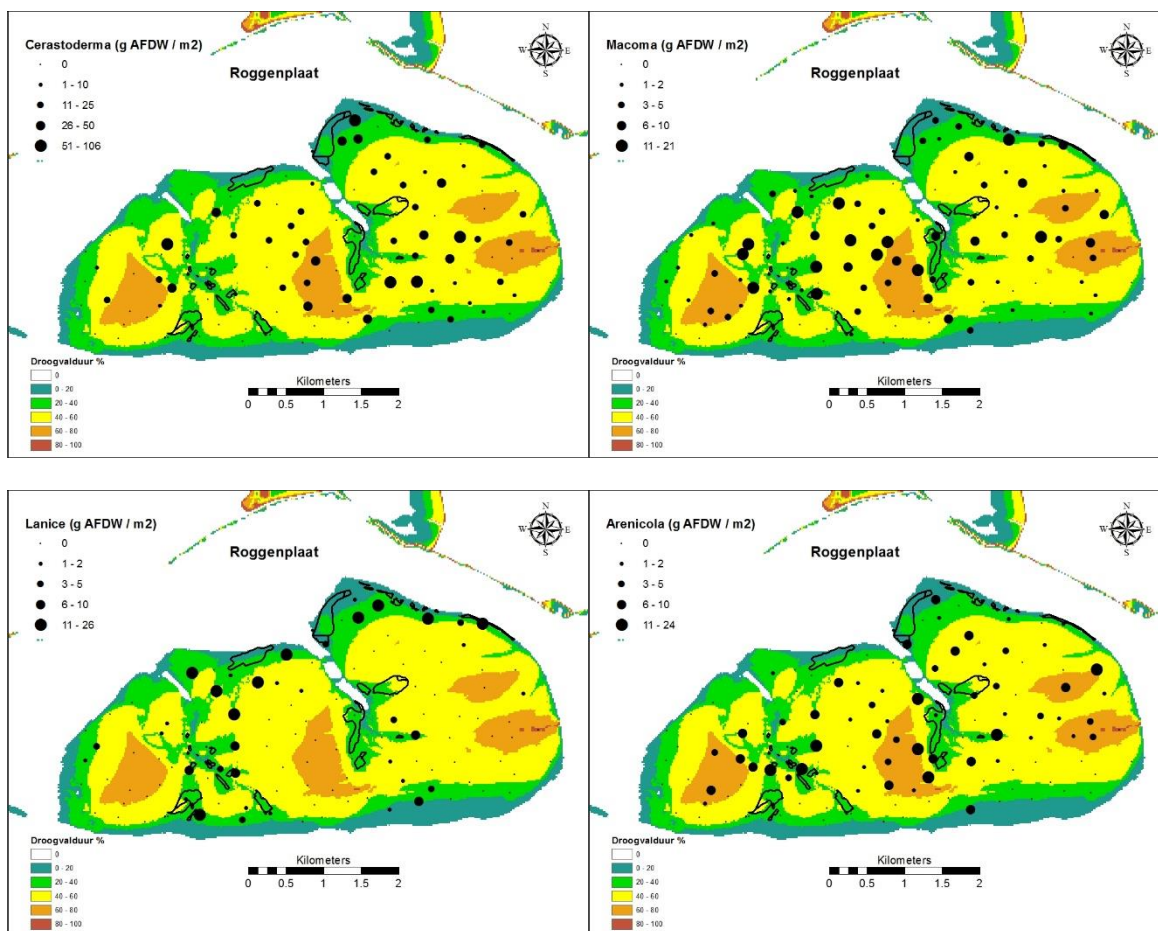 Cerastoderma (g AFDW / m2)
0
1 - 10
11 - 25
26 - 50
51 - 106
Roggenplaat
N
W E
S
Droogvalduur %
0
0 - 20
20 - 40
40 - 60
60 - 80
80 - 100
Kilometers
0 0.5 1 1.5 2
Macoma (g AFDW / m2)
0
1 - 2
3 - 5
6 - 10
11 - 21
Roggenplaat
N
W E
S
Droogvalduur %
0
0 - 20
20 - 40
40 - 60
60 - 80
80 - 100
Kilometers
0 0.5 1 1.5 2
Lanice (g AFDW / m2)
0
1 - 2
3 - 5
6 - 10
11 - 26
Roggenplaat
N
W E
S
Droogvalduur %
0
0 - 20
20 - 40
40 - 60
60 - 80
80 - 100
Kilometers
0 0.5 1 1.5 2
Arenicola (g AFDW / m2)
0
1 - 2
3 - 5
6 - 10
11 - 24
Roggenplaat
N
W E
S
Droogvalduur %
0
0 - 20
20 - 40
40 - 60
60 - 80
80 - 100
Kilometers
0 0.5 1 1.5 2